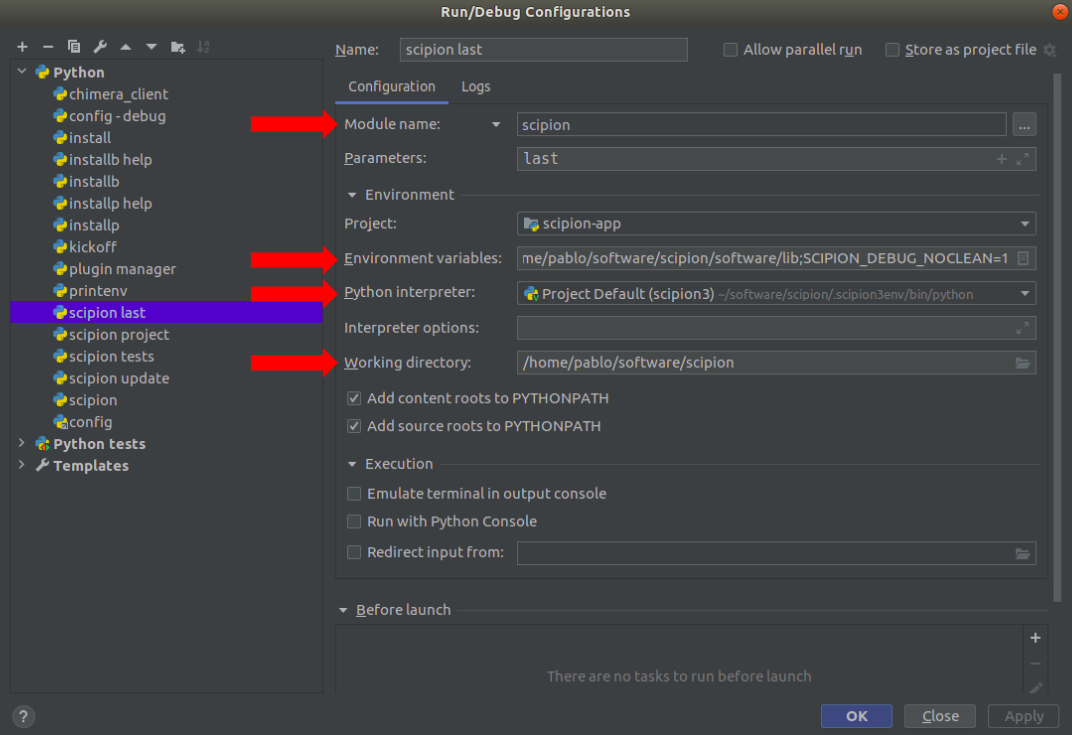 Run/Debug Configurations
Name: scipion last Allow parallel run Store as project file
Python
chimera_client
config - debug
install
installb help
installb
installp help
installp
kickoff
plugin manager
printenv
scipion last
scipion project
scipion tests
scipion update
scipion
config
Python tests
Templates
Configuration Logs
Module name: scipion ...
Parameters: last
Environment
Project: scipion-app
Environment variables: me/pablo/software/scipion/software/lib;SCIPION_DEBUG_NOCLEAN=1
Python interpreter: Project Default (scipion3) ~/software/scipion/.scipion3env/bin/python
Interpreter options:
Working directory: /home/pablo/software/scipion
Add content roots to PYTHONPATH
Add source roots to PYTHONPATH
Execution
Emulate terminal in output console
Run with Python Console
Redirect input from:
Before launch
There are no tasks to run before launch
? OK Close Apply